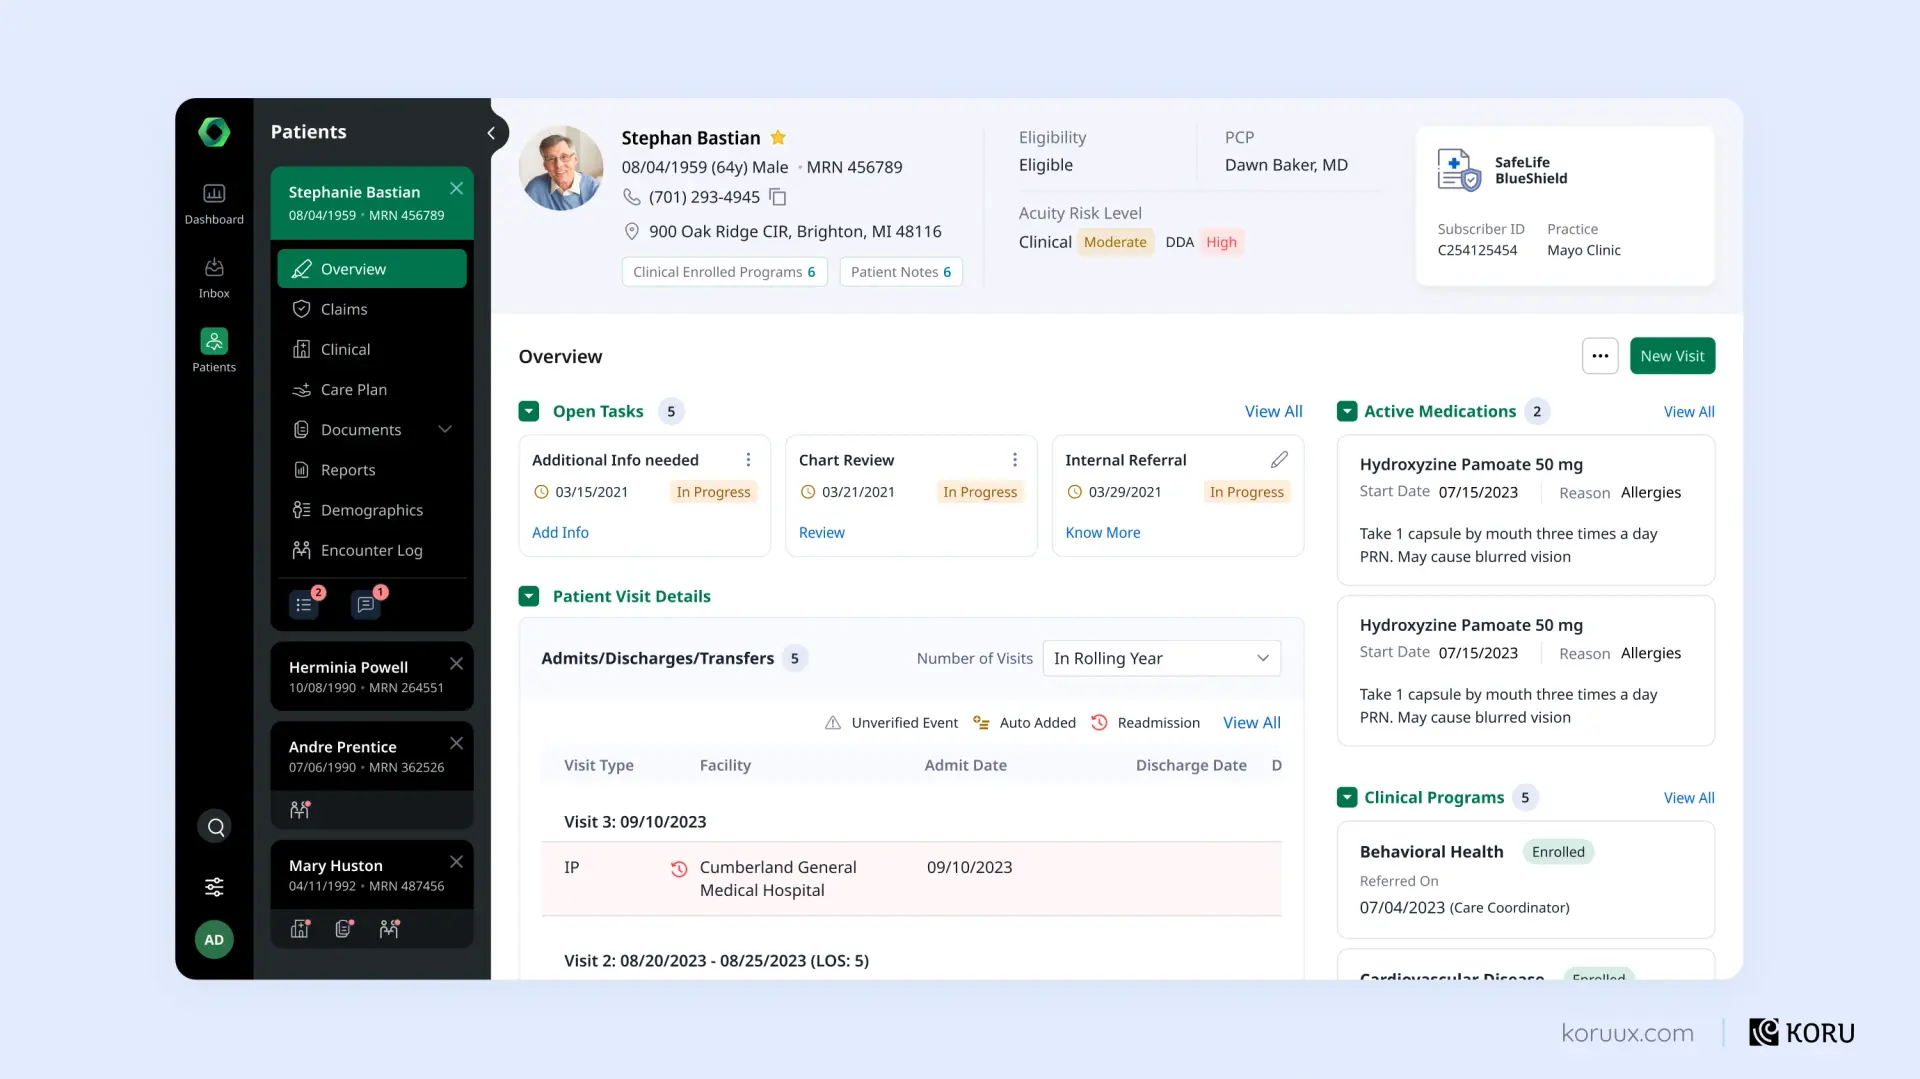 Dashboard
Inbox
Patients
AD
Patients
Stephanie Bastian
08/04/1959 • MRN 456789
Overview
Claims
Clinical
Care Plan
Documents
Reports
Demographics
Encounter Log
2
1
Herminia Powell
10/08/1990 • MRN 264551
Andre Prentice
07/06/1990 • MRN 362526
Mary Huston
04/11/1992 • MRN 487456
Stephan Bastian
08/04/1959 (64y) Male • MRN 456789
(701) 293-4945
900 Oak Ridge CIR, Brighton, MI 48116
Clinical Enrolled Programs 6
Patient Notes 6
Eligibility
Eligible
PCP
Dawn Baker, MD
Acuity Risk Level
Clinical Moderate DDA High
SafeLife
BlueShield
Subscriber ID
C254125454
Practice
Mayo Clinic
Overview
New Visit
Open Tasks 5
View All
Additional Info needed
03/15/2021
In Progress
Add Info
Chart Review
03/21/2021
In Progress
Review
Internal Referral
03/29/2021
In Progress
Know More
Patient Visit Details
Admits/Discharges/Transfers 5
Number of Visits
In Rolling Year
Unverified Event
Auto Added
Readmission
View All
Visit Type
Facility
Admit Date
Discharge Date
D
Visit 3: 09/10/2023
IP
Cumberland General
Medical Hospital
09/10/2023
Visit 2: 08/20/2023 - 08/25/2023 (LOS: 5)
Active Medications 2
View All
Hydroxyzine Pamoate 50 mg
Start Date 07/15/2023
Reason Allergies
Take 1 capsule by mouth three times a day
PRN. May cause blurred vision
Hydroxyzine Pamoate 50 mg
Start Date 07/15/2023
Reason Allergies
Take 1 capsule by mouth three times a day
PRN. May cause blurred vision
Clinical Programs 5
View All
Behavioral Health
Enrolled
Referred On
07/04/2023 (Care Coordinator)
Cardiovascular Disease
Enrolled
koruux.com
KORU